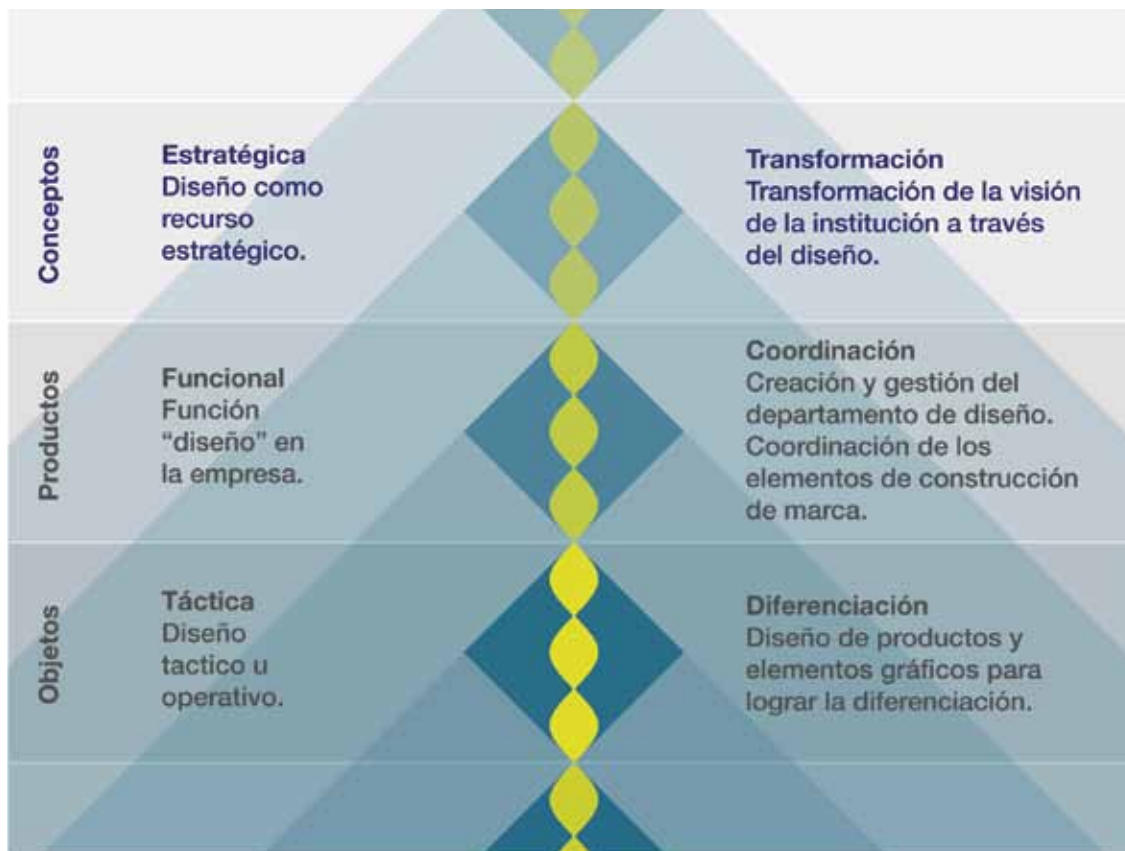 Conceptos
Estratégica
Diseño como
recurso
estratégico.
Transformación
Transformación de la visión
de la institución a través
del diseño.
Productos
Funcional
Función
“diseño” en
la empresa.
Coordinación
Creación y gestión del
departamento de diseño.
Coordinación de los
elementos de construcción
de marca.
Objetos
Táctica
Diseño
tactico u
operativo.
Diferenciación
Diseño de productos y
elementos gráficos para
lograr la diferenciación.